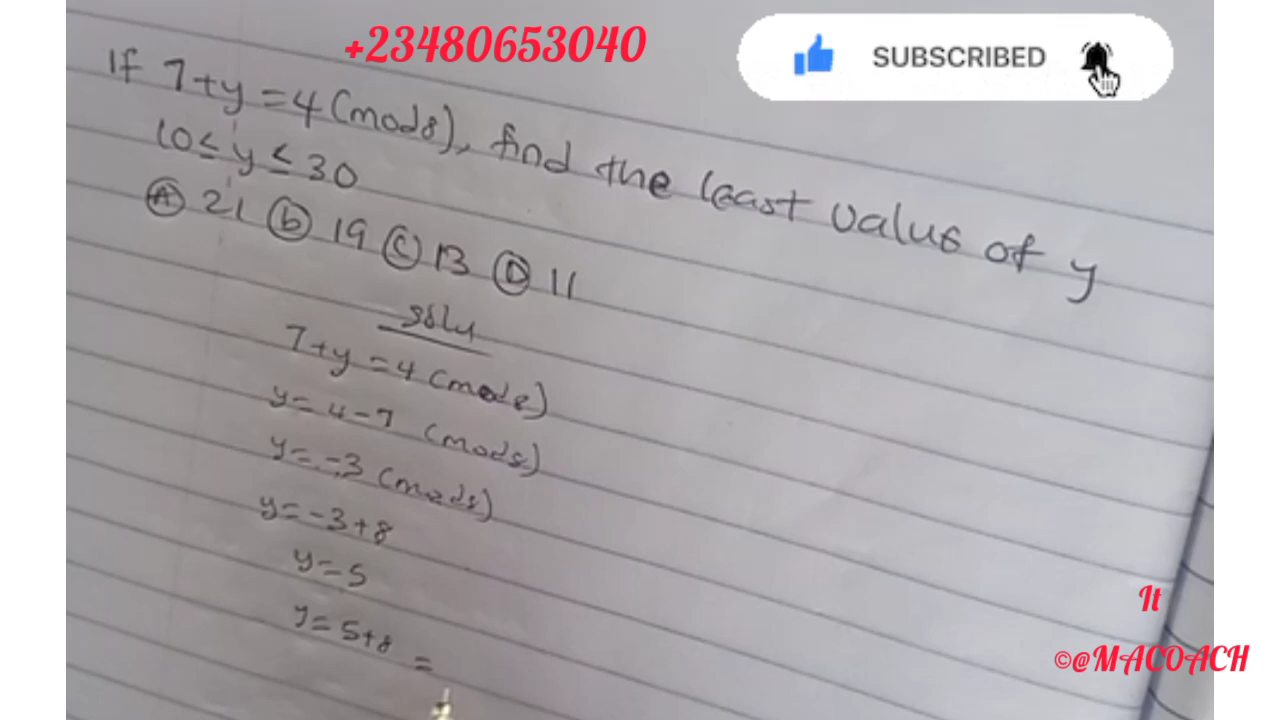 +23480653040
SUBSCRIBED
If 7+y=4(mod8), find the least value of y
10≤y≤30
(A) 21 (b) 19 (C) 13 (D) 11
soln
7+y=4(mod8)
y=4-7 (mod8)
y=-3(mod8)
y=-3+8
y=5
y=5+8 =
It
©@MACOACH